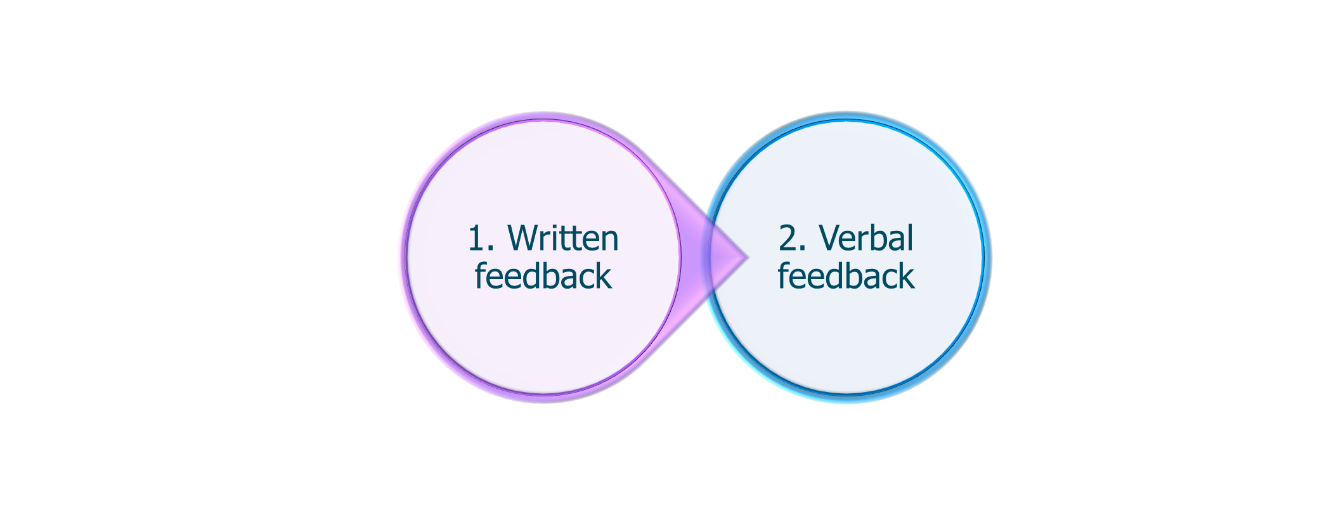 1. Written
feedback
2. Verbal
feedback